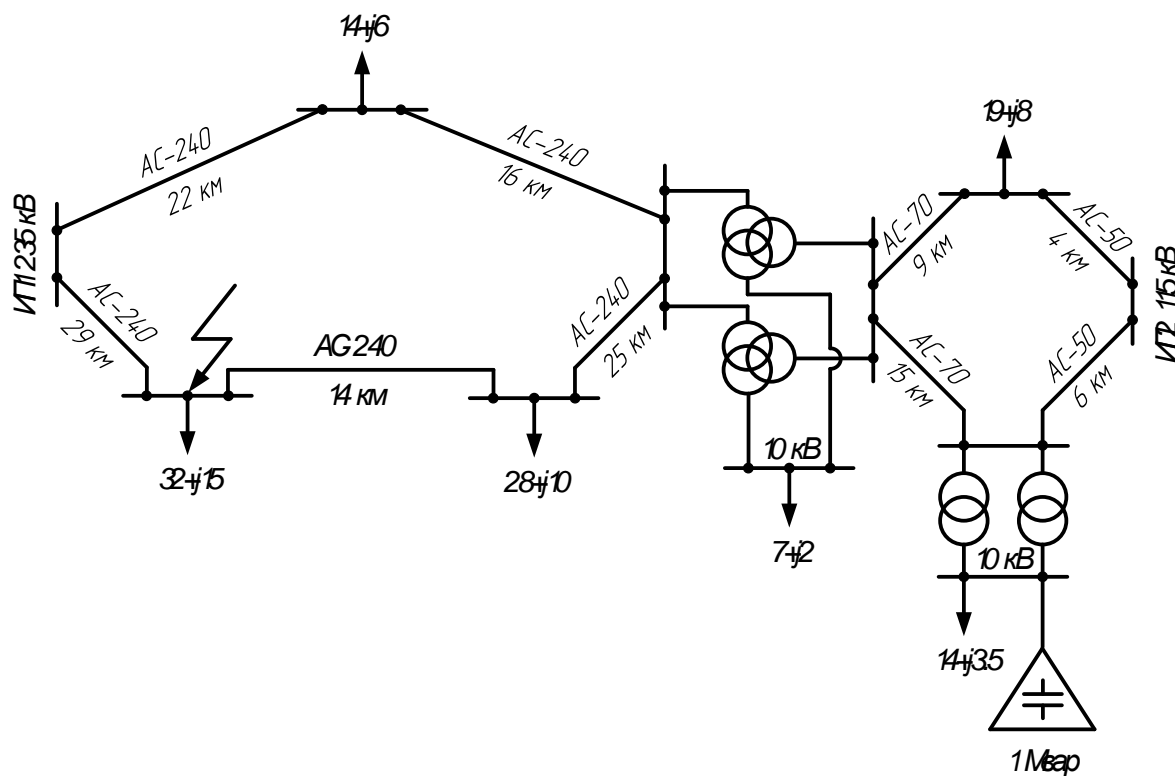 14+j6
19+j8
АС-240
22 км
АС-240
16 км
АС-70
9 км
АС-50
4 км
ИП1 235 кВ
ИП2 115 кВ
АС-240
29 км
АС-240
14 км
АС-240
25 км
АС-70
15 км
АС-50
6 км
32+j15
28+j10
10 кВ
7+j2
10 кВ
14+j3.5
1 Мвар